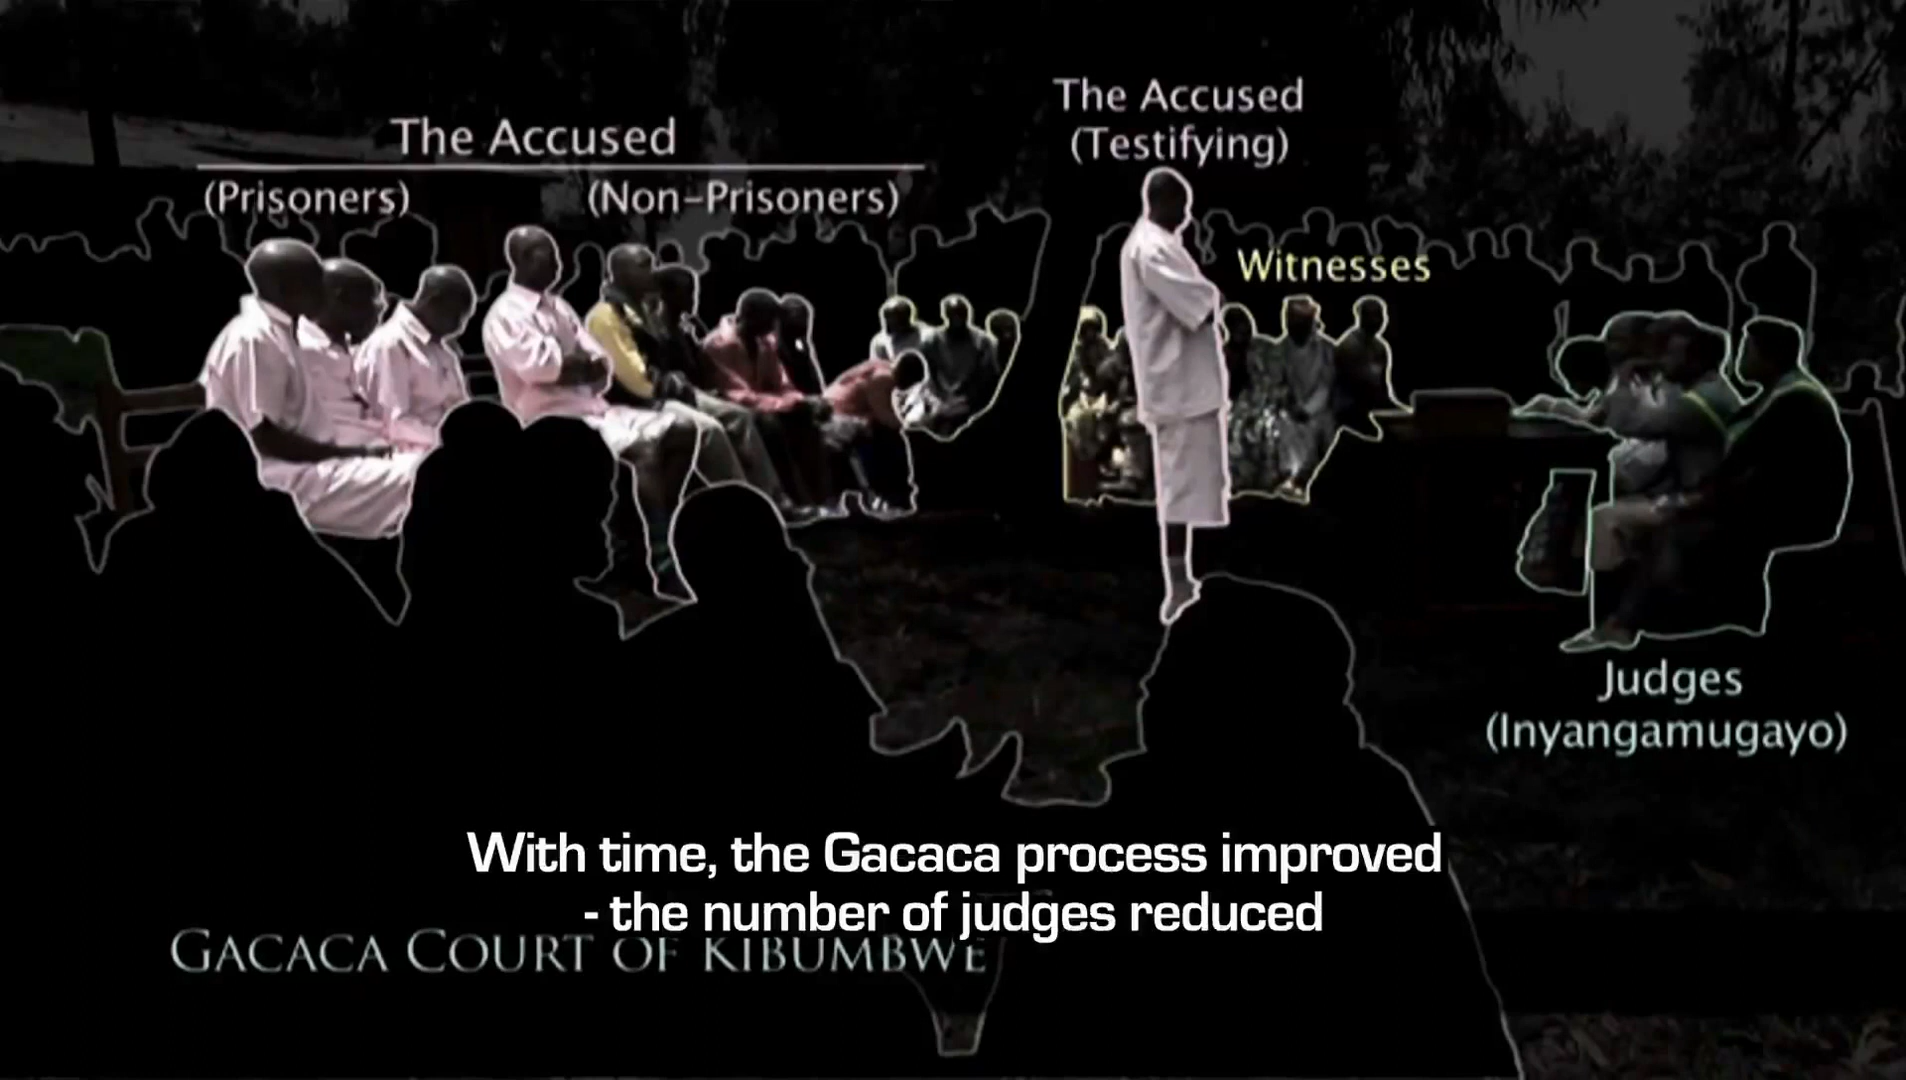 The Accused
(Prisoners)
(Non-Prisoners)
The Accused
(Testifying)
Witnesses
Judges
(Inyangamugayo)
With time, the Gacaca process improved
- the number of judges reduced
GACACA COURT OF KIBUMBWE